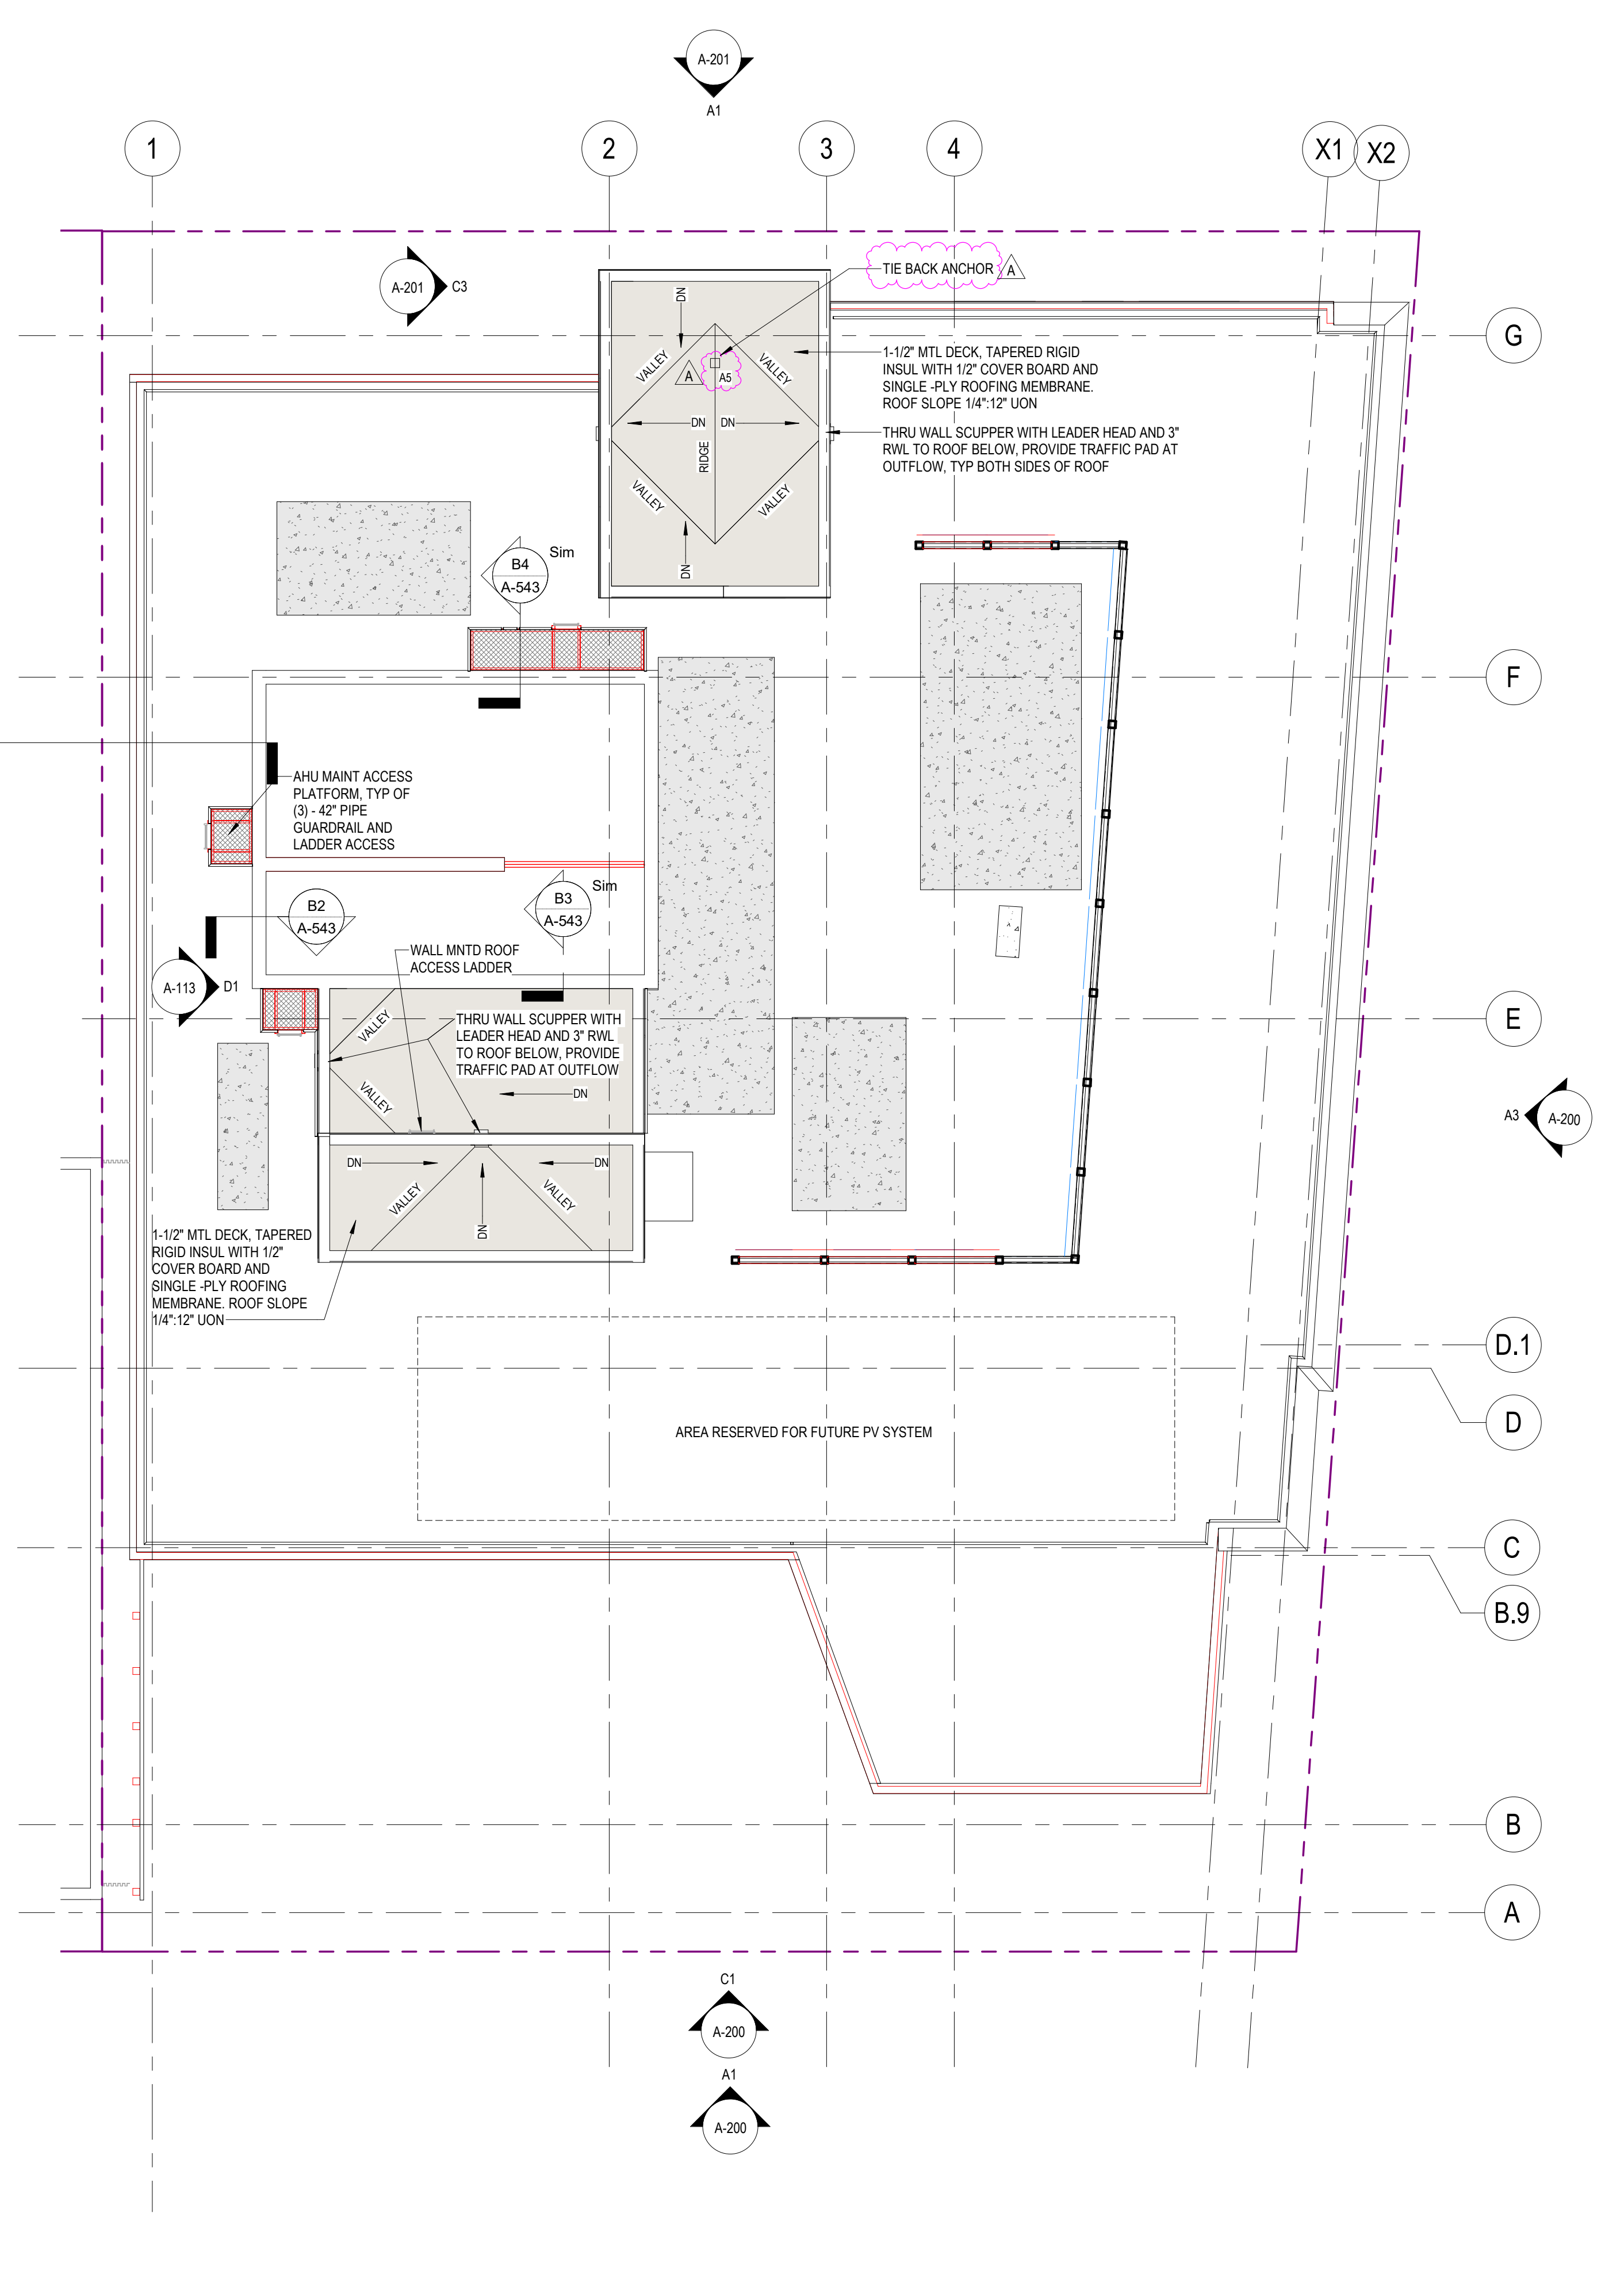 A-201
A1
1
2
3
4
X1
X2
A-201
C3
TIE BACK ANCHOR
A
G
DN
VALLEY
VALLEY
A
A5
DN
DN
RIDGE
VALLEY
VALLEY
DN
1-1/2" MTL DECK, TAPERED RIGID
INSUL WITH 1/2" COVER BOARD AND
SINGLE -PLY ROOFING MEMBRANE.
ROOF SLOPE 1/4":12" UON
THRU WALL SCUPPER WITH LEADER HEAD AND 3"
RWL TO ROOF BELOW, PROVIDE TRAFFIC PAD AT
OUTFLOW, TYP BOTH SIDES OF ROOF
B4
A-543
Sim
F
AHU MAINT ACCESS
PLATFORM, TYP OF
(3) - 42" PIPE
GUARDRAIL AND
LADDER ACCESS
B2
A-543
B3
A-543
Sim
WALL MNTD ROOF
ACCESS LADDER
A-113
D1
E
VALLEY
THRU WALL SCUPPER WITH
LEADER HEAD AND 3" RWL
TO ROOF BELOW, PROVIDE
TRAFFIC PAD AT OUTFLOW
VALLEY
DN
A3
A-200
DN
DN
VALLEY
VALLEY
DN
1-1/2" MTL DECK, TAPERED
RIGID INSUL WITH 1/2"
COVER BOARD AND
SINGLE -PLY ROOFING
MEMBRANE. ROOF SLOPE
1/4":12" UON
D.1
D
AREA RESERVED FOR FUTURE PV SYSTEM
C
B.9
B
A
C1
A-200
A1
A-200